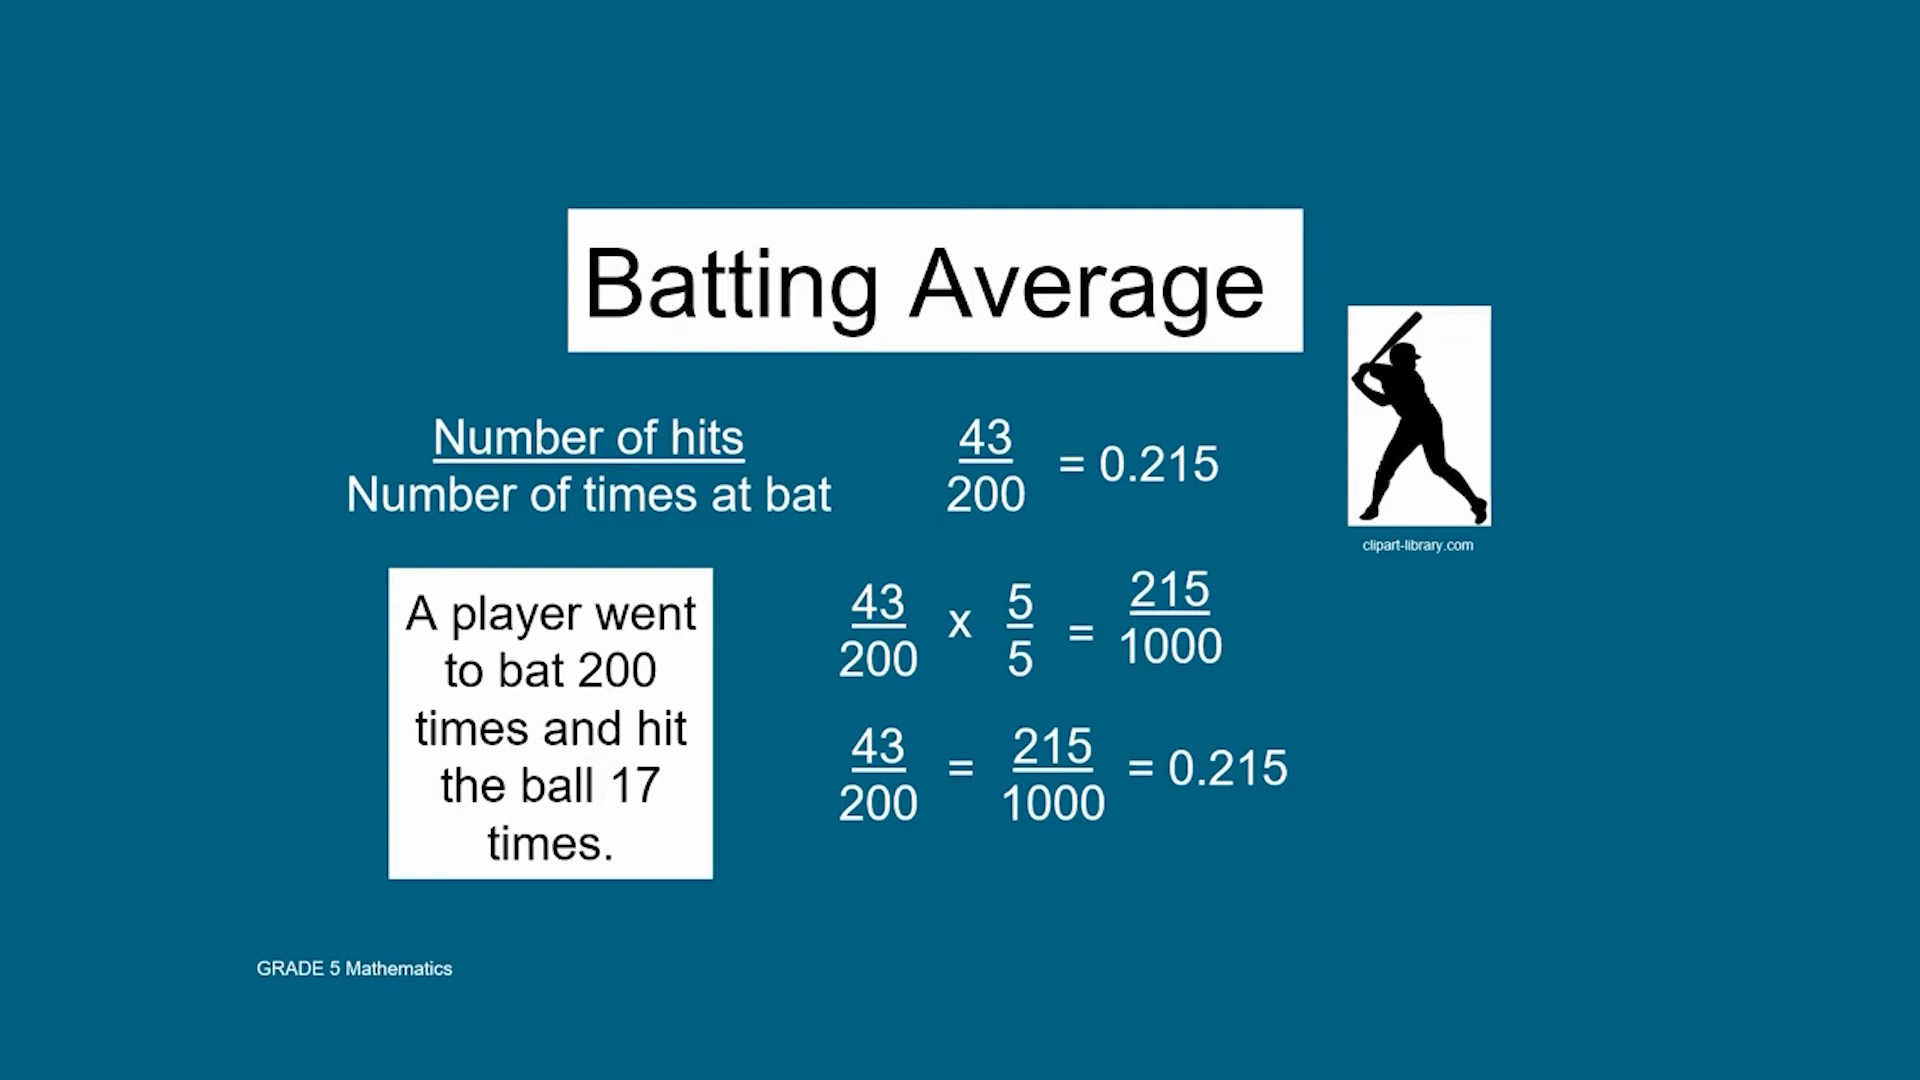 Batting Average
Number of hits
Number of times at bat
43
200
= 0.215
clipart-library.com
A player went
to bat 200
times and hit
the ball 17
times.
43
200
x
5
5
=
215
1000
43
200
=
215
1000
= 0.215
GRADE 5 Mathematics